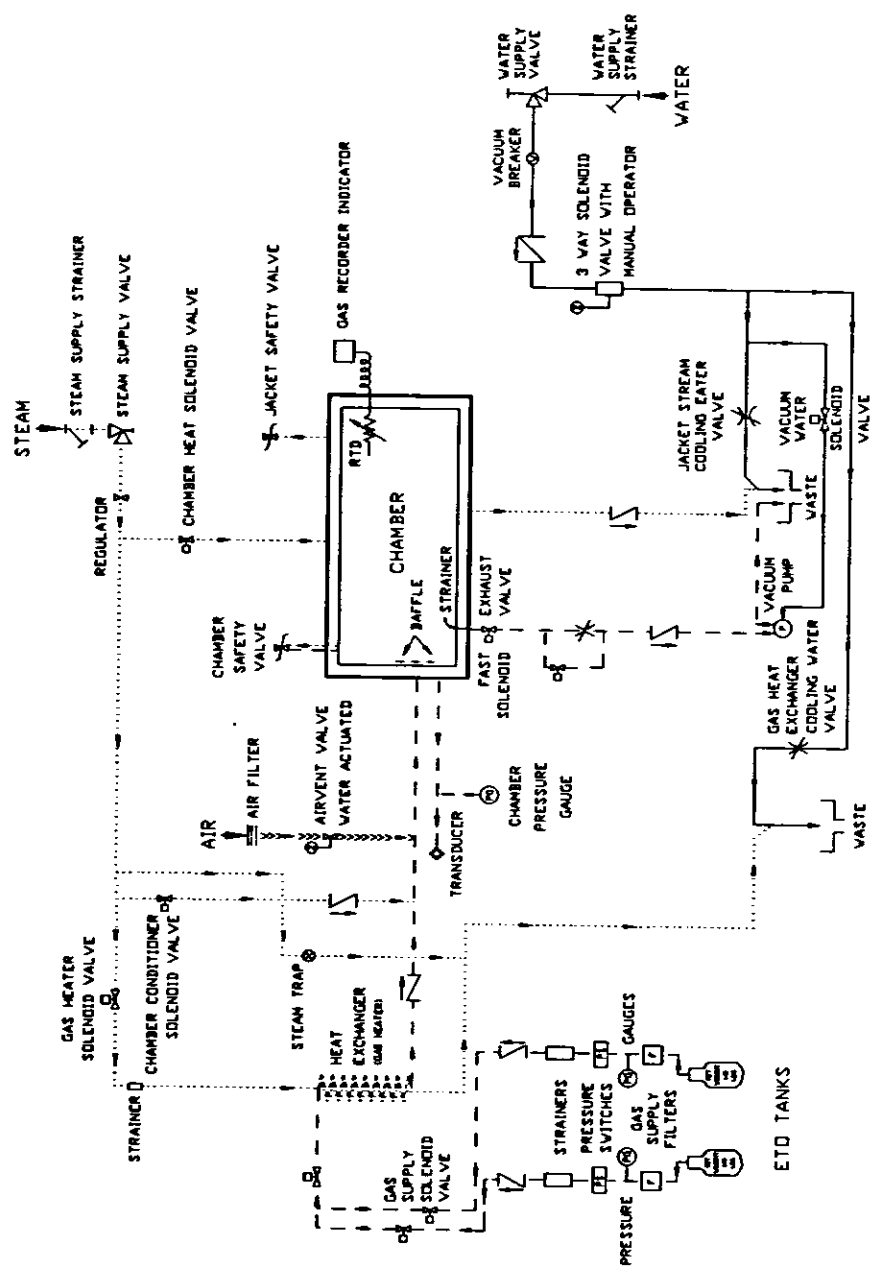 STEAM
STEAM SUPPLY STRAINER
STEAM SUPPLY VALVE
REGULATOR
CHAMBER HEAT SOLENOID VALVE
JACKET SAFETY VALVE
GAS RECORDER INDICATOR
RTD
CHAMBER
BAFFLE
STRAINER
CHAMBER
SAFETY
VALVE
AIR
AIR FILTER
AIRVENT VALVE
WATER ACTUATED
GAS HEATER
SOLENOID VALVE
CHAMBER CONDITIONER
SOLENOID VALVE
STRAINER
STEAM TRAP
HEAT
EXCHANGER
(GAS HEATER)
TRANSDUCER
PG
CHAMBER
PRESSURE
GAUGE
FAST EXHAUST
SOLENOID VALVE
WATER
SUPPLY
VALVE
WATER
SUPPLY
STRAINER
WATER
VACUUM
BREAKER
V
3 WAY SOLENOID
VALVE WITH
MANUAL OPERATOR
JACKET STREAM
COOLING EATER
VALVE
VACUUM
WATER
SOLENOID
VALVE
WASTE
VACUUM
PUMP
P
GAS HEAT
EXCHANGER
COOLING WATER
VALVE
WASTE
GAS
SUPPLY
SOLENOID
VALVE
STRAINERS
PRESSURE
SWITCHES
GAS
SUPPLY
FILTERS
PRESSURE GAUGES
PS
PS
PG
PG
F
F
ETO TANKS